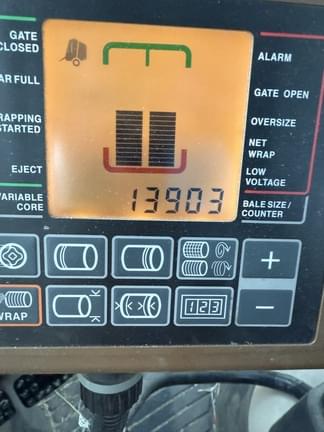 GATE
CLOSED
AR FULL
RAPPING
STARTED
EJECT
VARIABLE
CORE
13903
ALARM
GATE OPEN
OVERSIZE
NET
WRAP
LOW
VOLTAGE
BALE SIZE/
COUNTER
+
WRAP
123
−